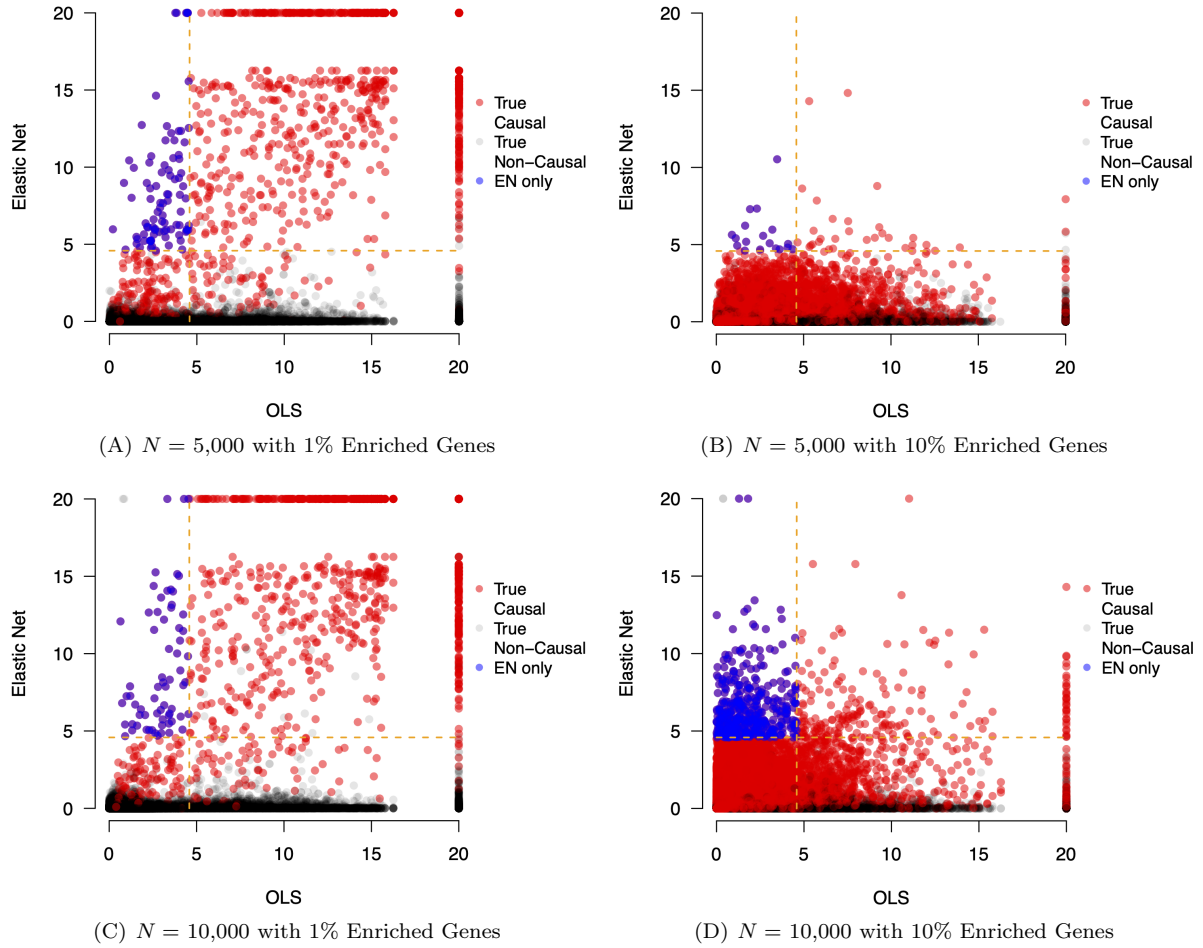 20
15
10
5
0
Elastic Net
0 5 10 15 20
OLS
True
Causal
True
Non−Causal
EN only
(A) N = 5,000 with 1% Enriched Genes
20
15
10
5
0
Elastic Net
0 5 10 15 20
OLS
True
Causal
True
Non−Causal
EN only
(B) N = 5,000 with 10% Enriched Genes
20
15
10
5
0
Elastic Net
0 5 10 15 20
OLS
True
Causal
True
Non−Causal
EN only
(C) N = 10,000 with 1% Enriched Genes
20
15
10
5
0
Elastic Net
0 5 10 15 20
OLS
True
Causal
True
Non−Causal
EN only
(D) N = 10,000 with 10% Enriched Genes